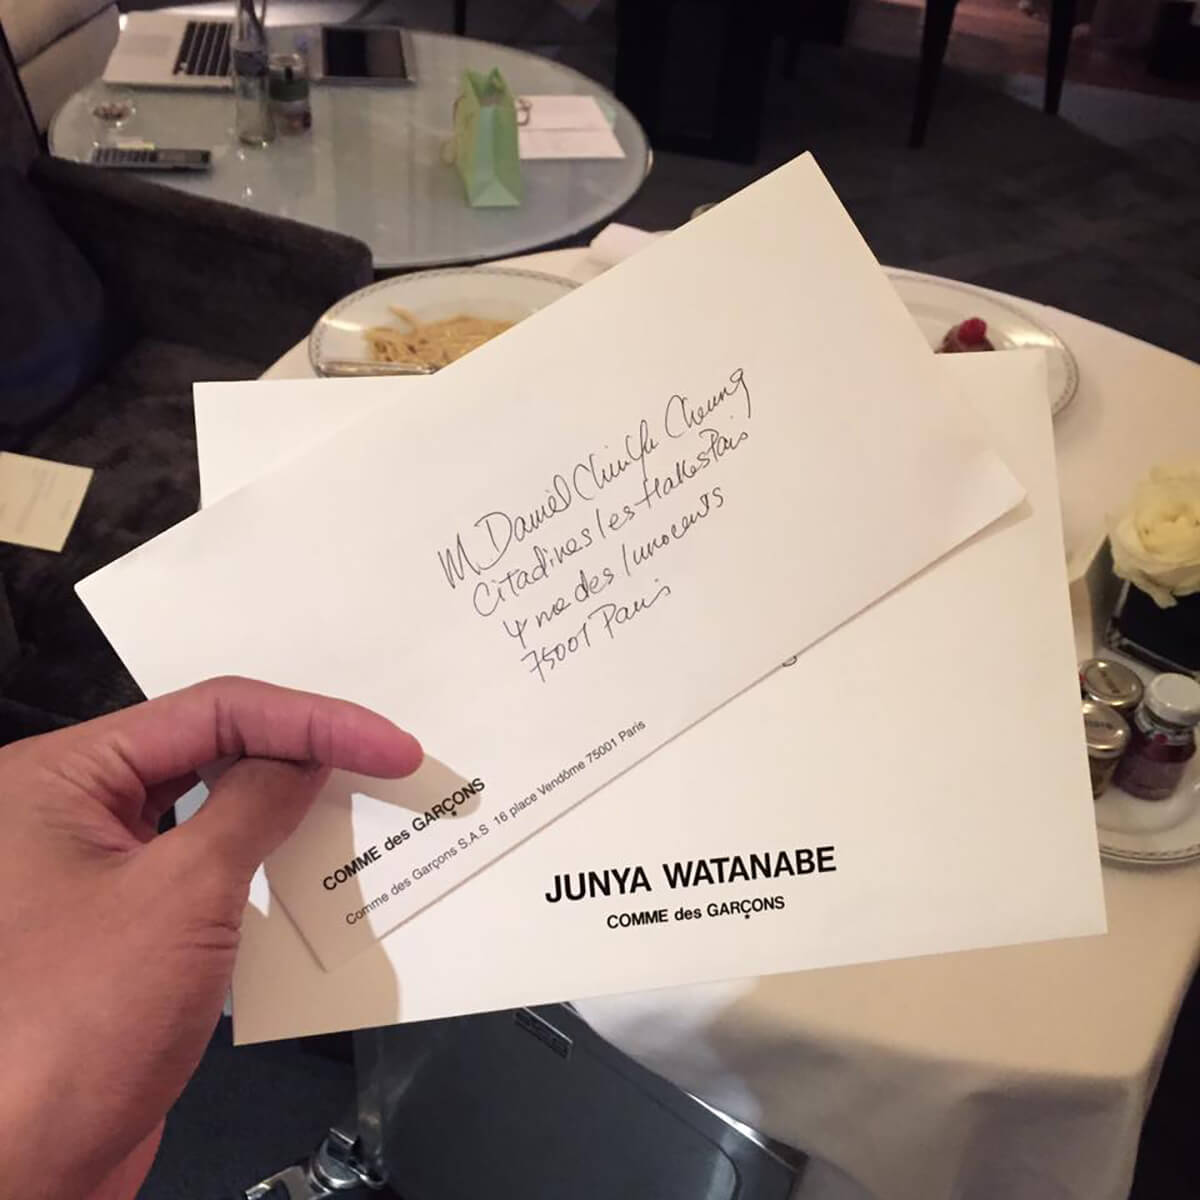 M Daniel Chin Yu Cheung
Citadines les Halles Paris
4 rue des Innocents
75001 Paris
COMME des GARÇONS
Comme des Garçons S.A.S 16 place Vendôme 75001 Paris
JUNYA WATANABE
COMME des GARÇONS